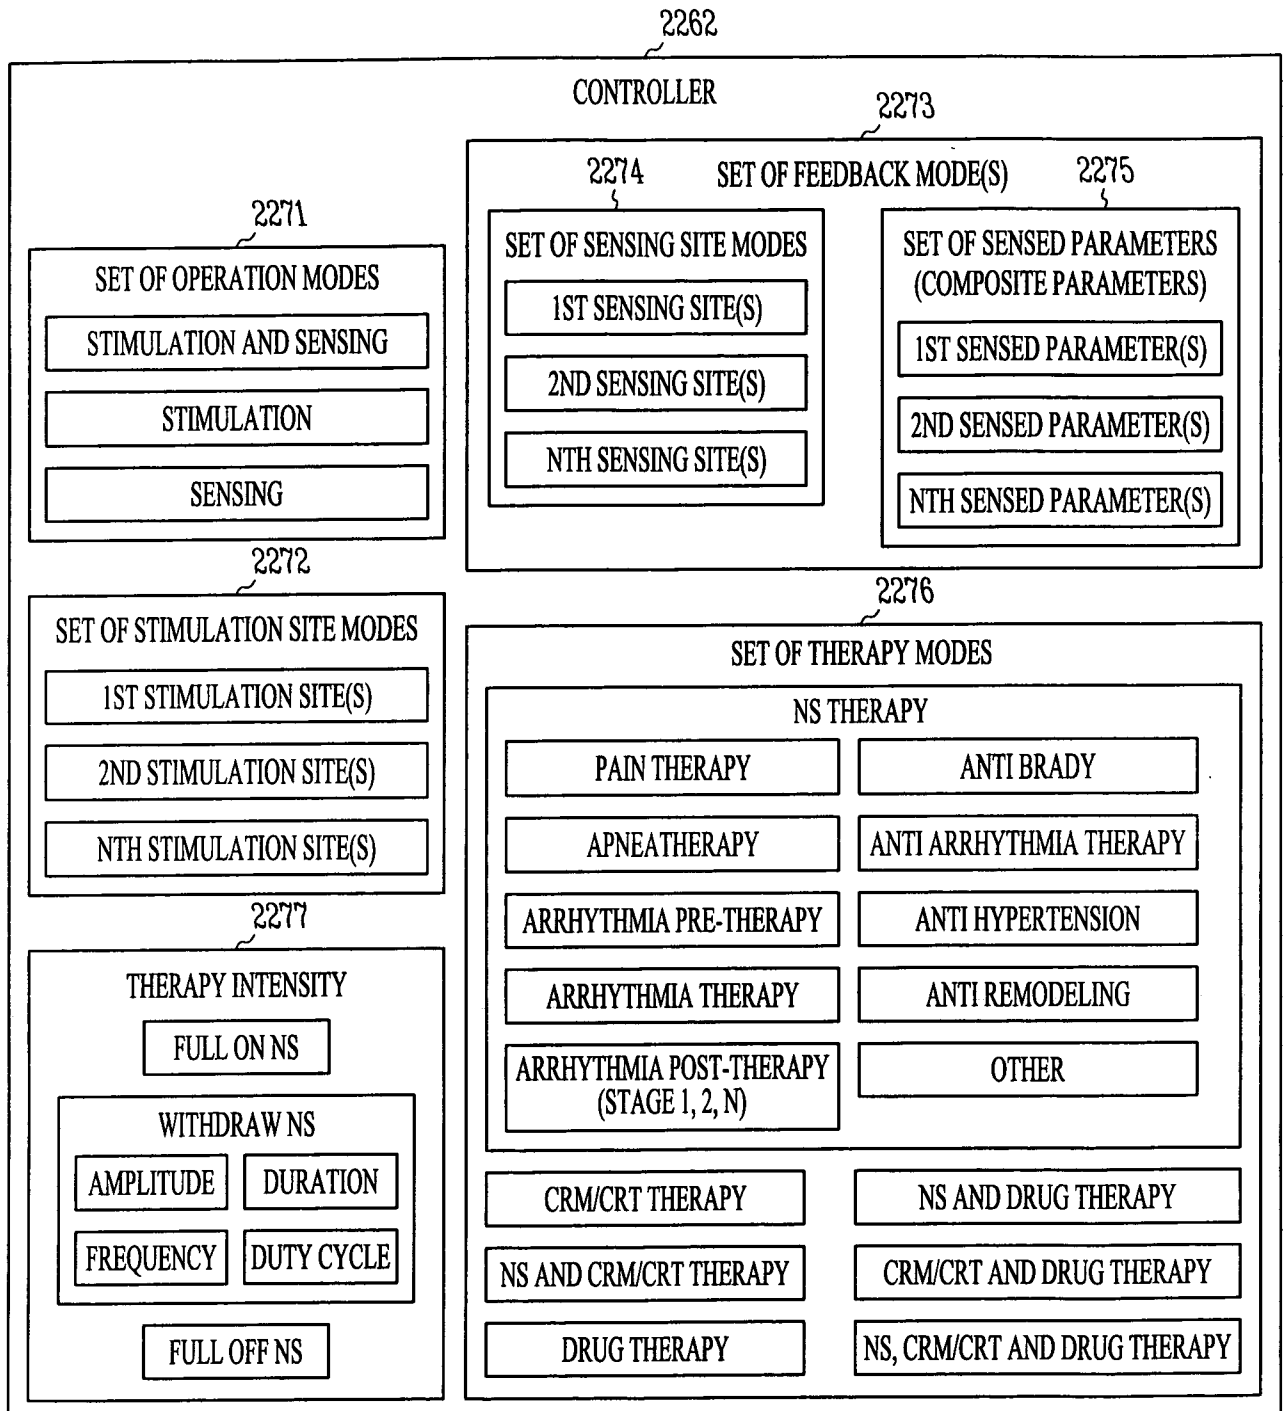 2262
CONTROLLER
2271
SET OF OPERATION MODES
STIMULATION AND SENSING
STIMULATION
SENSING
2272
SET OF STIMULATION SITE MODES
1ST STIMULATION SITE(S)
2ND STIMULATION SITE(S)
NTH STIMULATION SITE(S)
2277
THERAPY INTENSITY
FULL ON NS
WITHDRAW NS
AMPLITUDE
DURATION
FREQUENCY
DUTY CYCLE
FULL OFF NS
2273
SET OF FEEDBACK MODE(S)
2274
SET OF SENSING SITE MODES
1ST SENSING SITE(S)
2ND SENSING SITE(S)
NTH SENSING SITE(S)
2275
SET OF SENSED PARAMETERS
(COMPOSITE PARAMETERS)
1ST SENSED PARAMETER(S)
2ND SENSED PARAMETER(S)
NTH SENSED PARAMETER(S)
2276
SET OF THERAPY MODES
NS THERAPY
PAIN THERAPY
ANTI BRADY
APNEATHERAPY
ANTI ARRHYTHMIA THERAPY
ARRHYTHMIA PRE-THERAPY
ANTI HYPERTENSION
ARRHYTHMIA THERAPY
ANTI REMODELING
ARRHYTHMIA POST-THERAPY
(STAGE 1, 2, N)
OTHER
CRM/CRT THERAPY
NS AND DRUG THERAPY
NS AND CRM/CRT THERAPY
CRM/CRT AND DRUG THERAPY
DRUG THERAPY
NS, CRM/CRT AND DRUG THERAPY